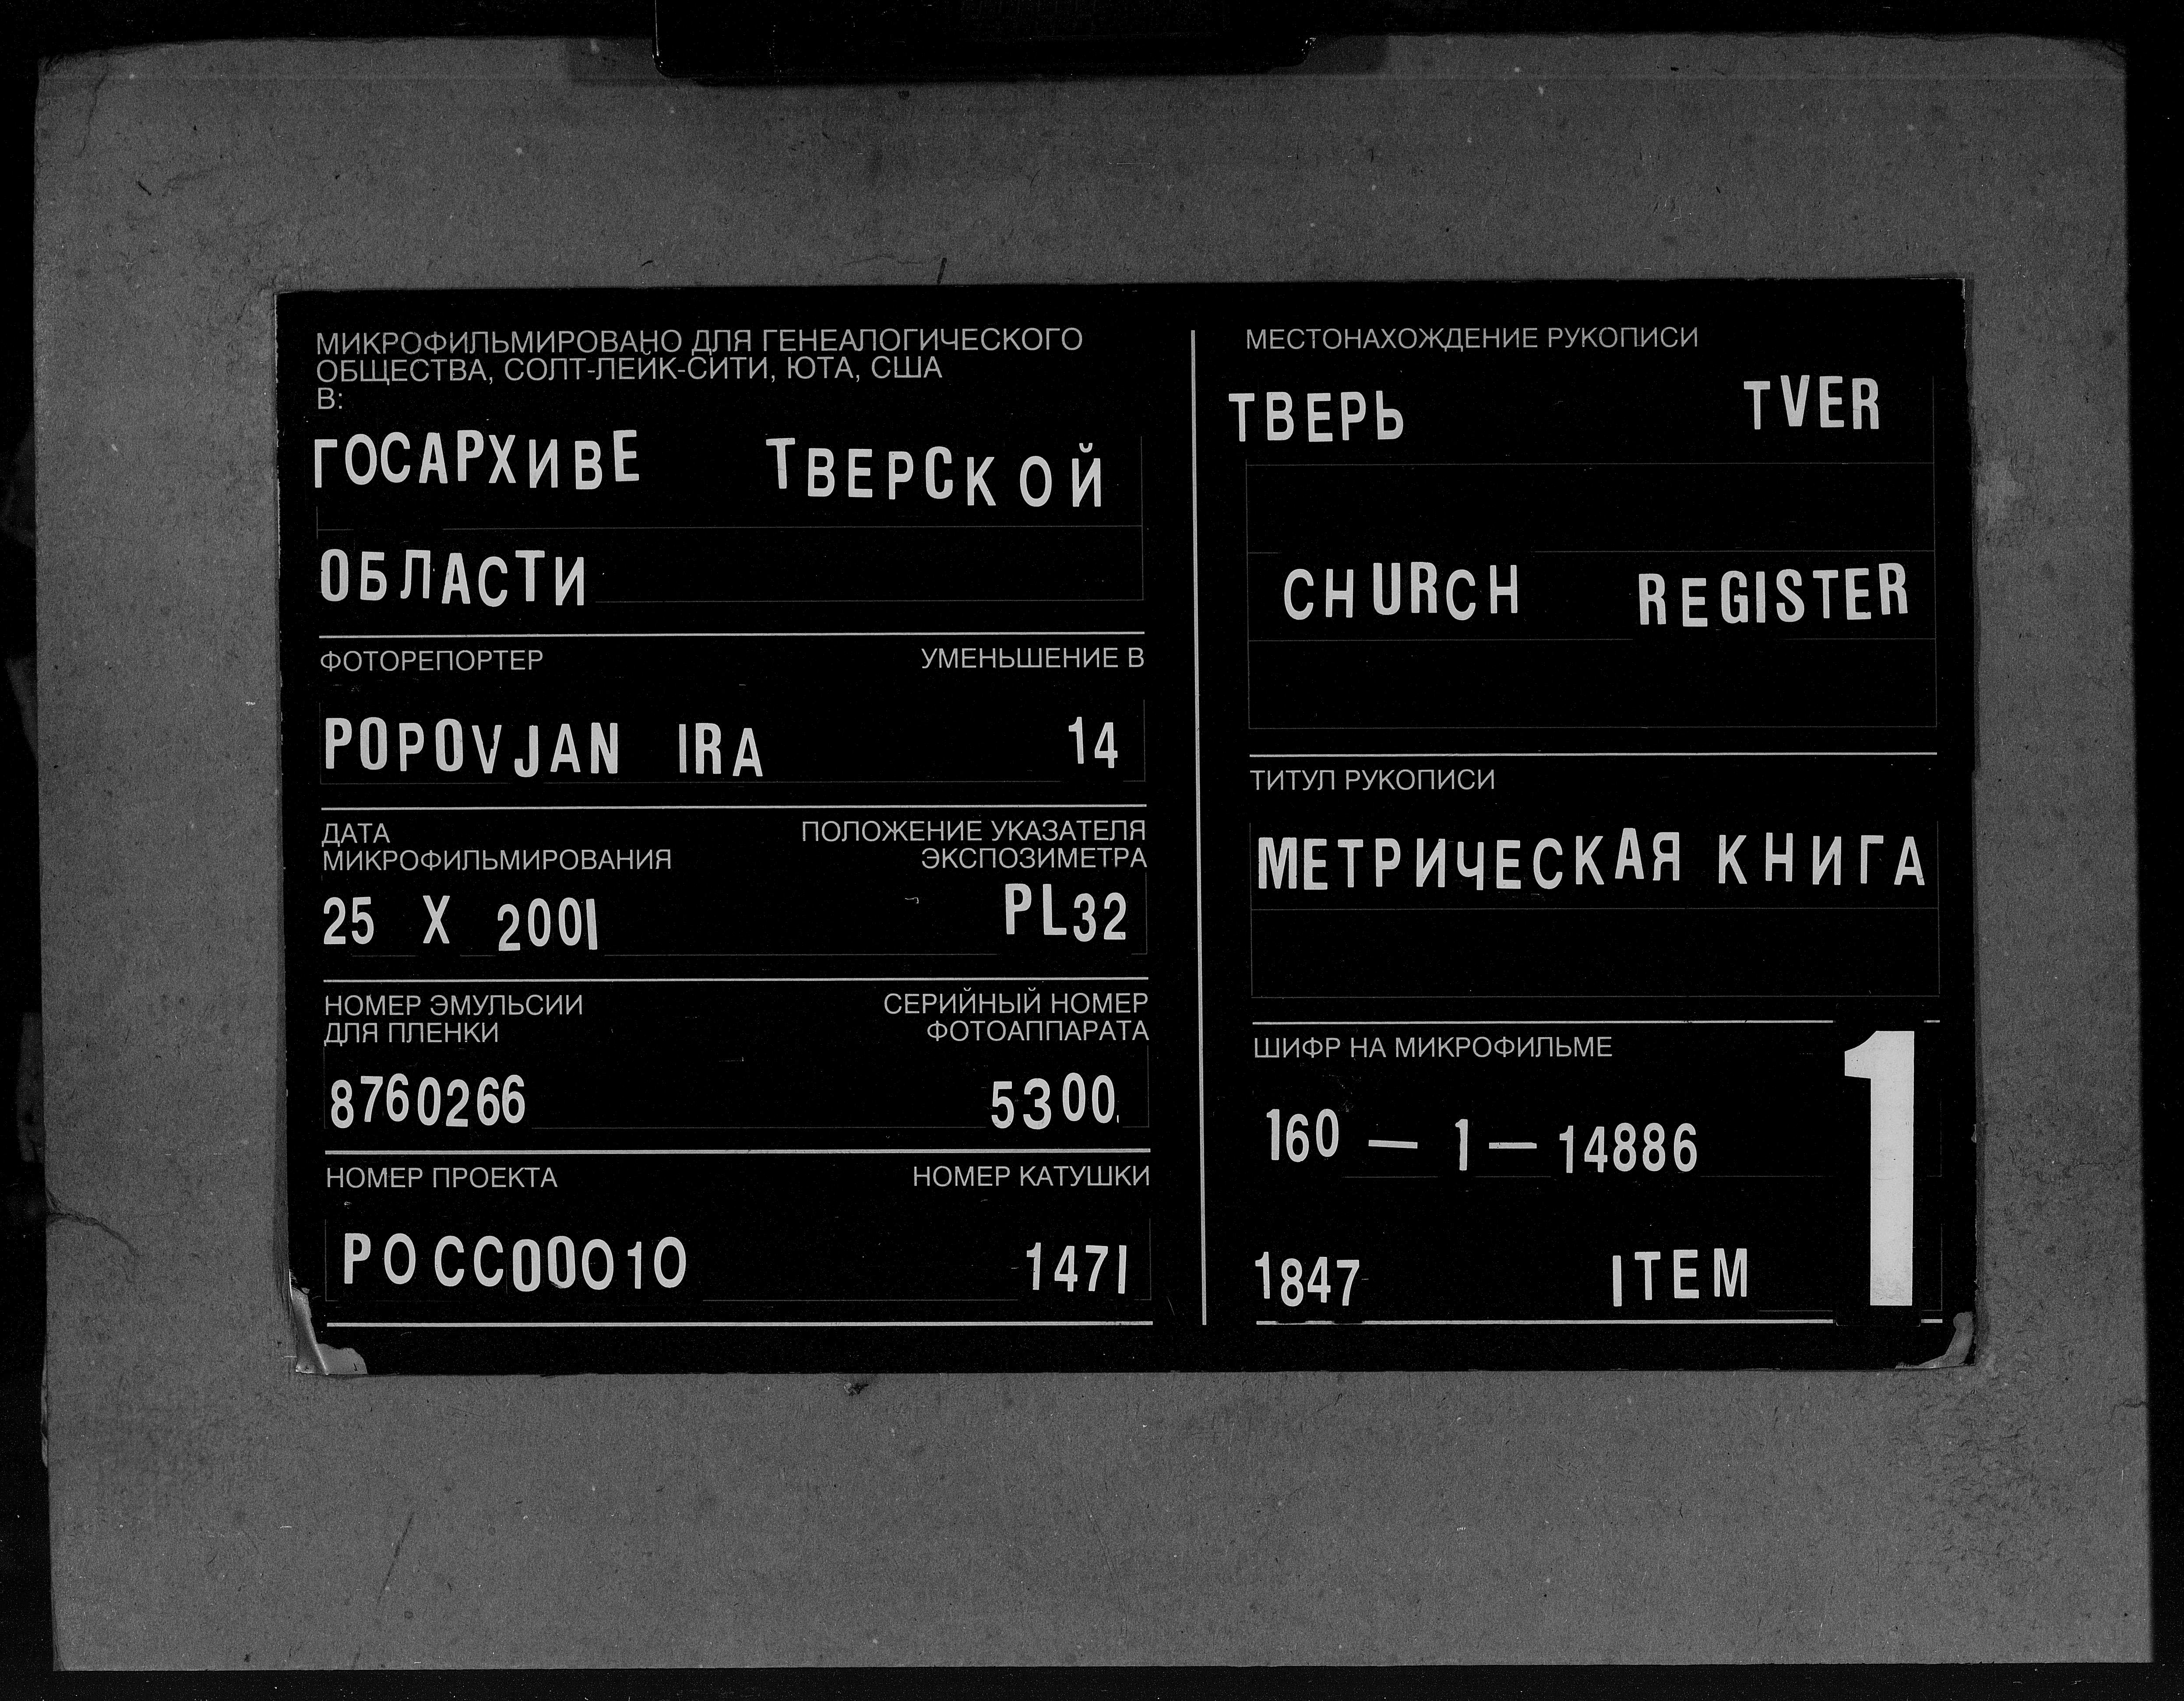 МИКРОФИЛЬМИРОВАНО ДЛЯ ГЕНЕАЛОГИЧЕСКОГО
ОБЩЕСТВА, СОЛТ-ЛЕЙК-СИТИ, ЮТА, США
В:
ГОСАРХИВЕ ТВЕРСКОЙ
ОБЛАСТИ
ФОТОРЕПОРТЕР УМЕНЬШЕНИЕ В
POPOVJAN IRA 14
ДАТА ПОЛОЖЕНИЕ УКАЗАТЕЛЯ
МИКРОФИЛЬМИРОВАНИЯ ЭКСПОЗИМЕТРА
25 X 2001 PL32
НОМЕР ЭМУЛЬСИИ СЕРИЙНЫЙ НОМЕР
ДЛЯ ПЛЕНКИ ФОТОАППАРАТА
8760266 5300
НОМЕР ПРОЕКТА НОМЕР КАТУШКИ
РОСС00010 1471
МЕСТОНАХОЖДЕНИЕ РУКОПИСИ
ТВЕРЬ TVER
CHURCH REGISTER
ТИТУЛ РУКОПИСИ
МЕТРИЧЕСКАЯ КНИГА
ШИФР НА МИКРОФИЛЬМЕ
160 — 1 — 14886
1847 ITEM 1